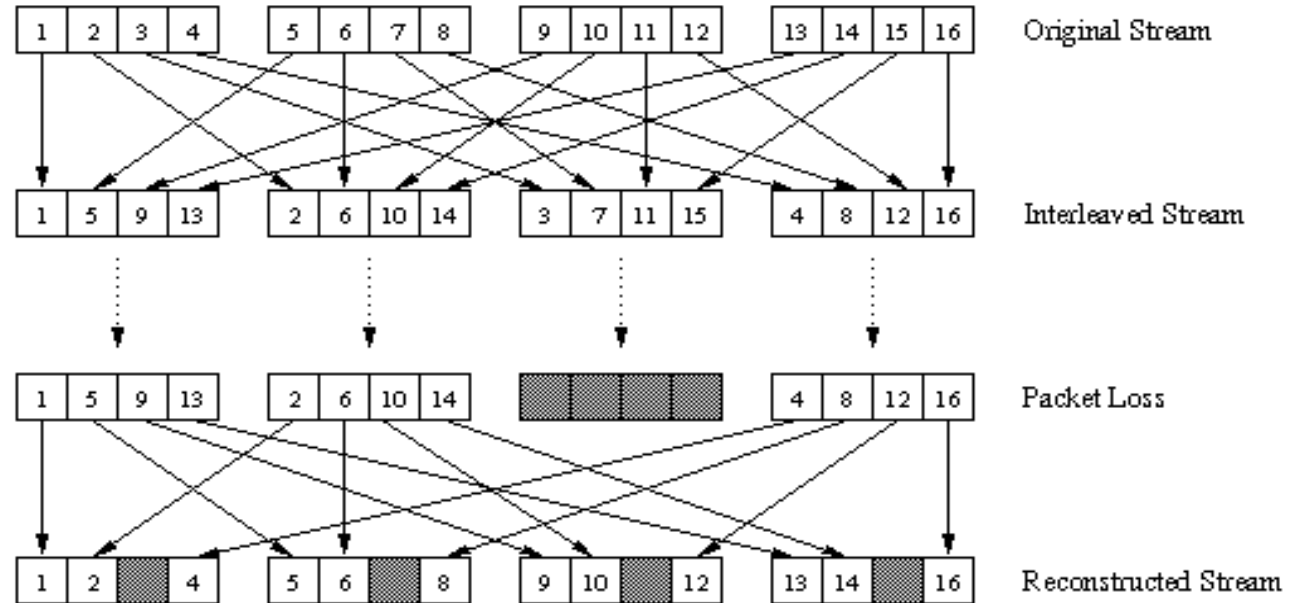 1 2 3 4 5 6 7 8 9 10 11 12 13 14 15 16 Original Stream
1 5 9 13 2 6 10 14 3 7 11 15 4 8 12 16 Interleaved Stream
1 5 9 13 2 6 10 14 4 8 12 16 Packet Loss
1 2 4 5 6 8 9 10 12 13 14 16 Reconstructed Stream